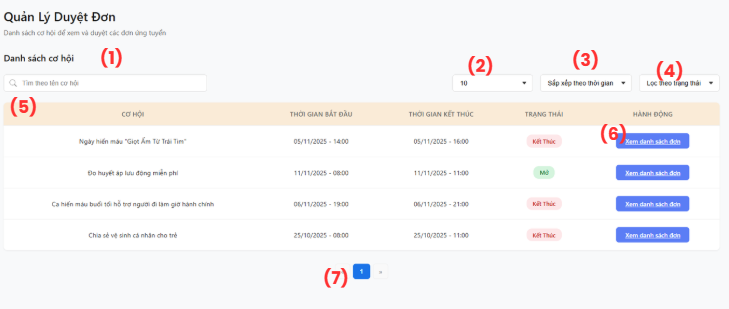 Quản Lý Duyệt Đơn
Danh sách cơ hội để xem và duyệt các đơn ứng tuyển
Danh sách cơ hội
(1)
(2)
(3)
(4)
Tìm theo tên cơ hội
10
Sắp xếp theo thời gian
Lọc theo trạng thái
(5)
CƠ HỘI THỜI GIAN BẮT ĐẦU THỜI GIAN KẾT THÚC TRẠNG THÁI HÀNH ĐỘNG
(6)
Ngày hiến máu "Giọt Ấm Từ Trái Tim" 05/11/2025 - 14:00 05/11/2025 - 16:00 Kết Thúc Xem danh sách đơn
Đo huyết áp lưu động miễn phí 11/11/2025 - 08:00 11/11/2025 - 11:00 Mở Xem danh sách đơn
Ca hiến máu buổi tối hỗ trợ người đi làm giờ hành chính 06/11/2025 - 19:00 06/11/2025 - 21:00 Kết Thúc Xem danh sách đơn
Chia sẻ vệ sinh cá nhân cho trẻ 25/10/2025 - 08:00 25/10/2025 - 11:00 Kết Thúc Xem danh sách đơn
(7)
1 »